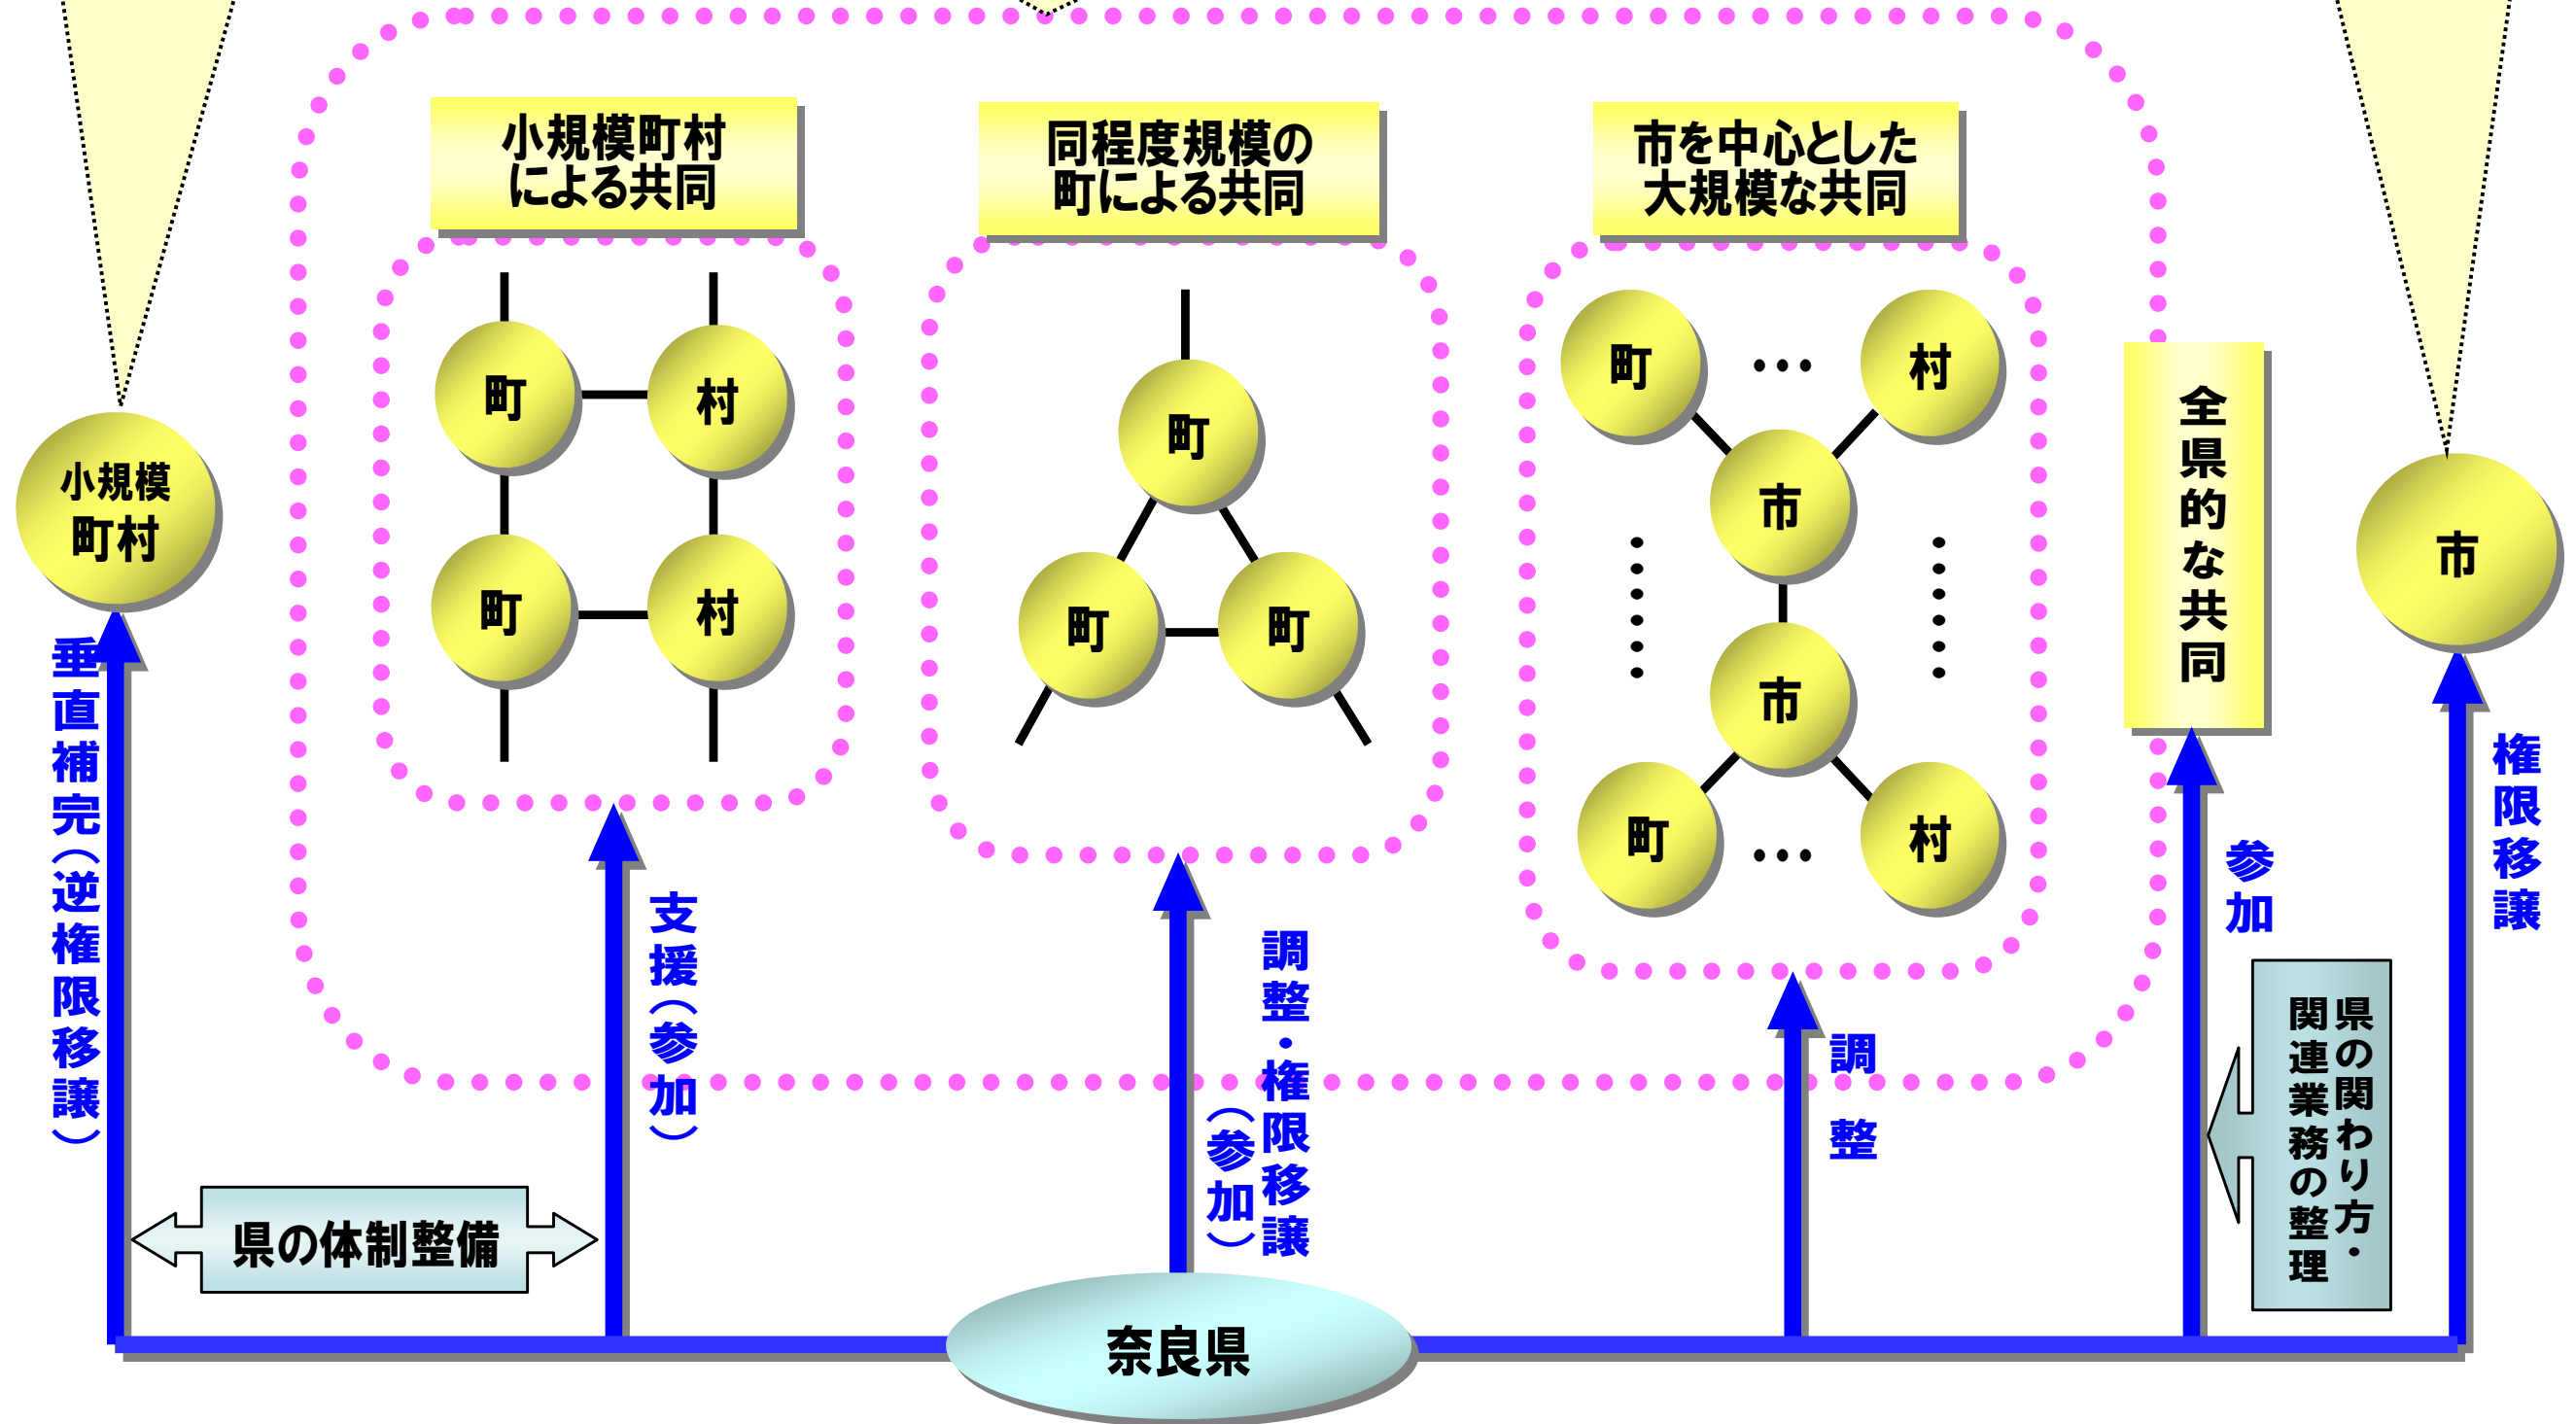 小規模町村
による共同
同程度規模の
町による共同
市を中心とした
大規模な共同
町
村
町
村
町
町
町
町
…
村
市
市
町
…
村
全県的な共同
小規模
町村
市
垂直補完（逆権限移譲）
支援（参加）
調整・権限移譲
（参加）
調整
参加
権限移譲
県の関わり方・
関連業務の整理
県の体制整備
奈良県